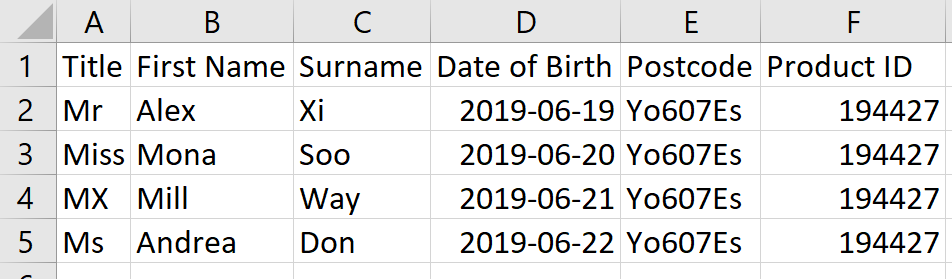 A B C D E F
1 Title First Name Surname Date of Birth Postcode Product ID
2 Mr Alex Xi 2019-06-19 Yo607Es 194427
3 Miss Mona Soo 2019-06-20 Yo607Es 194427
4 MX Mill Way 2019-06-21 Yo607Es 194427
5 Ms Andrea Don 2019-06-22 Yo607Es 194427